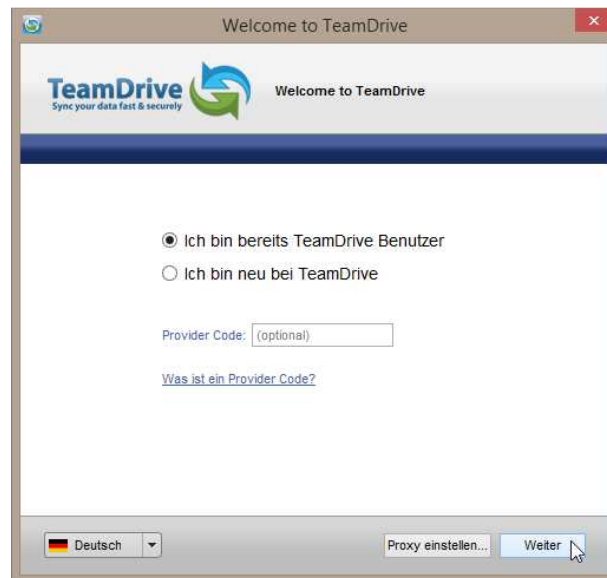 Welcome to TeamDrive
TeamDrive
Sync your data fast & securely
Welcome to TeamDrive
Ich bin bereits TeamDrive Benutzer
Ich bin neu bei TeamDrive
Provider Code: (optional)
Was ist ein Provider Code?
Deutsch
Proxy einstellen... Weiter